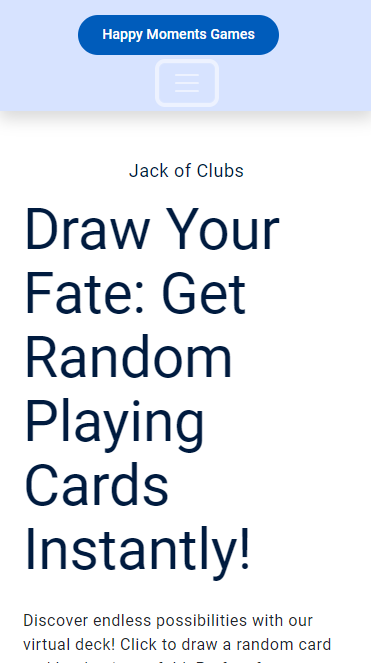 Happy Moments Games
Jack of Clubs
Draw Your
Fate: Get
Random
Playing
Cards
Instantly!
Discover endless possibilities with our
virtual deck! Click to draw a random card